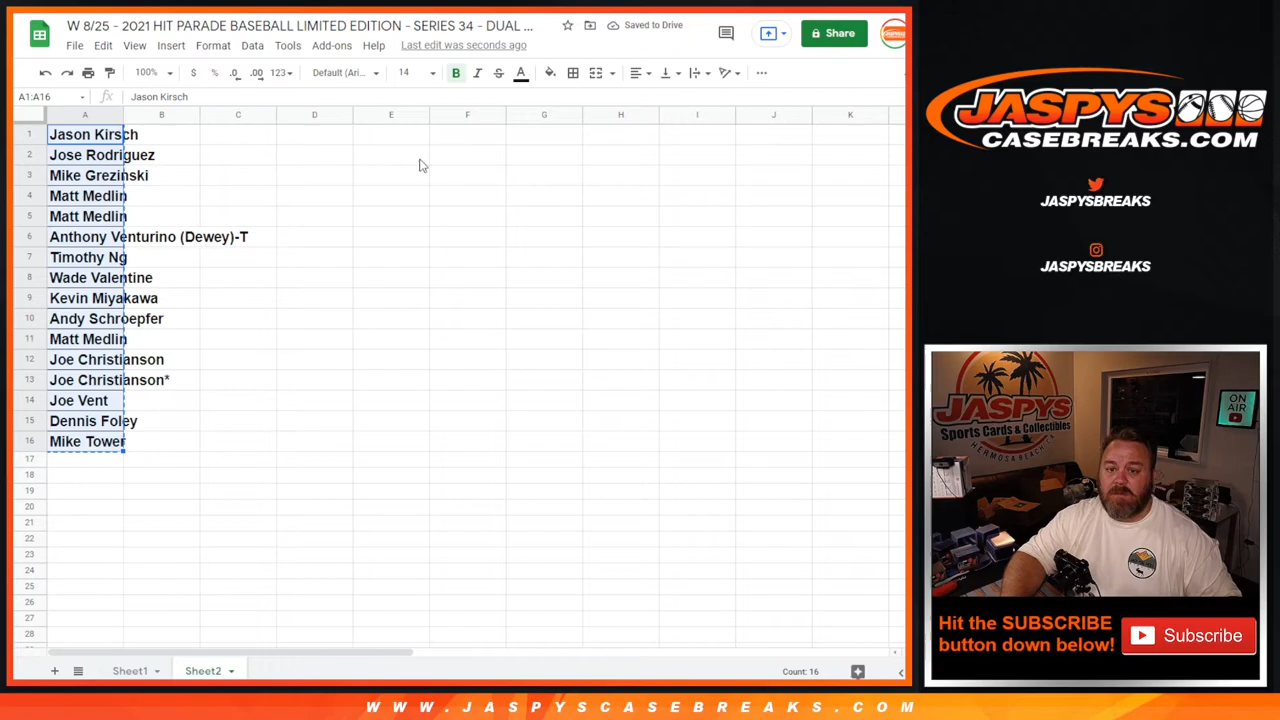 W 8/25 - 2021 HIT PARADE BASEBALL LIMITED EDITION - SERIES 34 - DUAL ...
Saved to Drive
Share
File Edit View Insert Format Data Tools Add-ons Help Last edit was seconds ago
100% $ % .0 .00 123 Default (Ari... 14 B I S A
A1:A16 fx Jason Kirsch
A B C D E F G H I J K
1 Jason Kirsch
2 Jose Rodriguez
3 Mike Grezinski
4 Matt Medlin
5 Matt Medlin
6 Anthony Venturino (Dewey)-T
7 Timothy Ng
8 Wade Valentine
9 Kevin Miyakawa
10 Andy Schroepfer
11 Matt Medlin
12 Joe Christianson
13 Joe Christianson*
14 Joe Vent
15 Dennis Foley
16 Mike Tower
17
18
19
20
21
22
23
24
25
26
27
28
Sheet1 Sheet2 Count: 16
JASPYS
CASEBREAKS.COM
JASPYSBREAKS
JASPYSBREAKS
JASPYS
Sports Cards & Collectibles
HERMOSA BEACH, CA
ON AIR
Hit the SUBSCRIBE
button down below!
Subscribe
WWW.JASPYSCASEBREAKS.COM